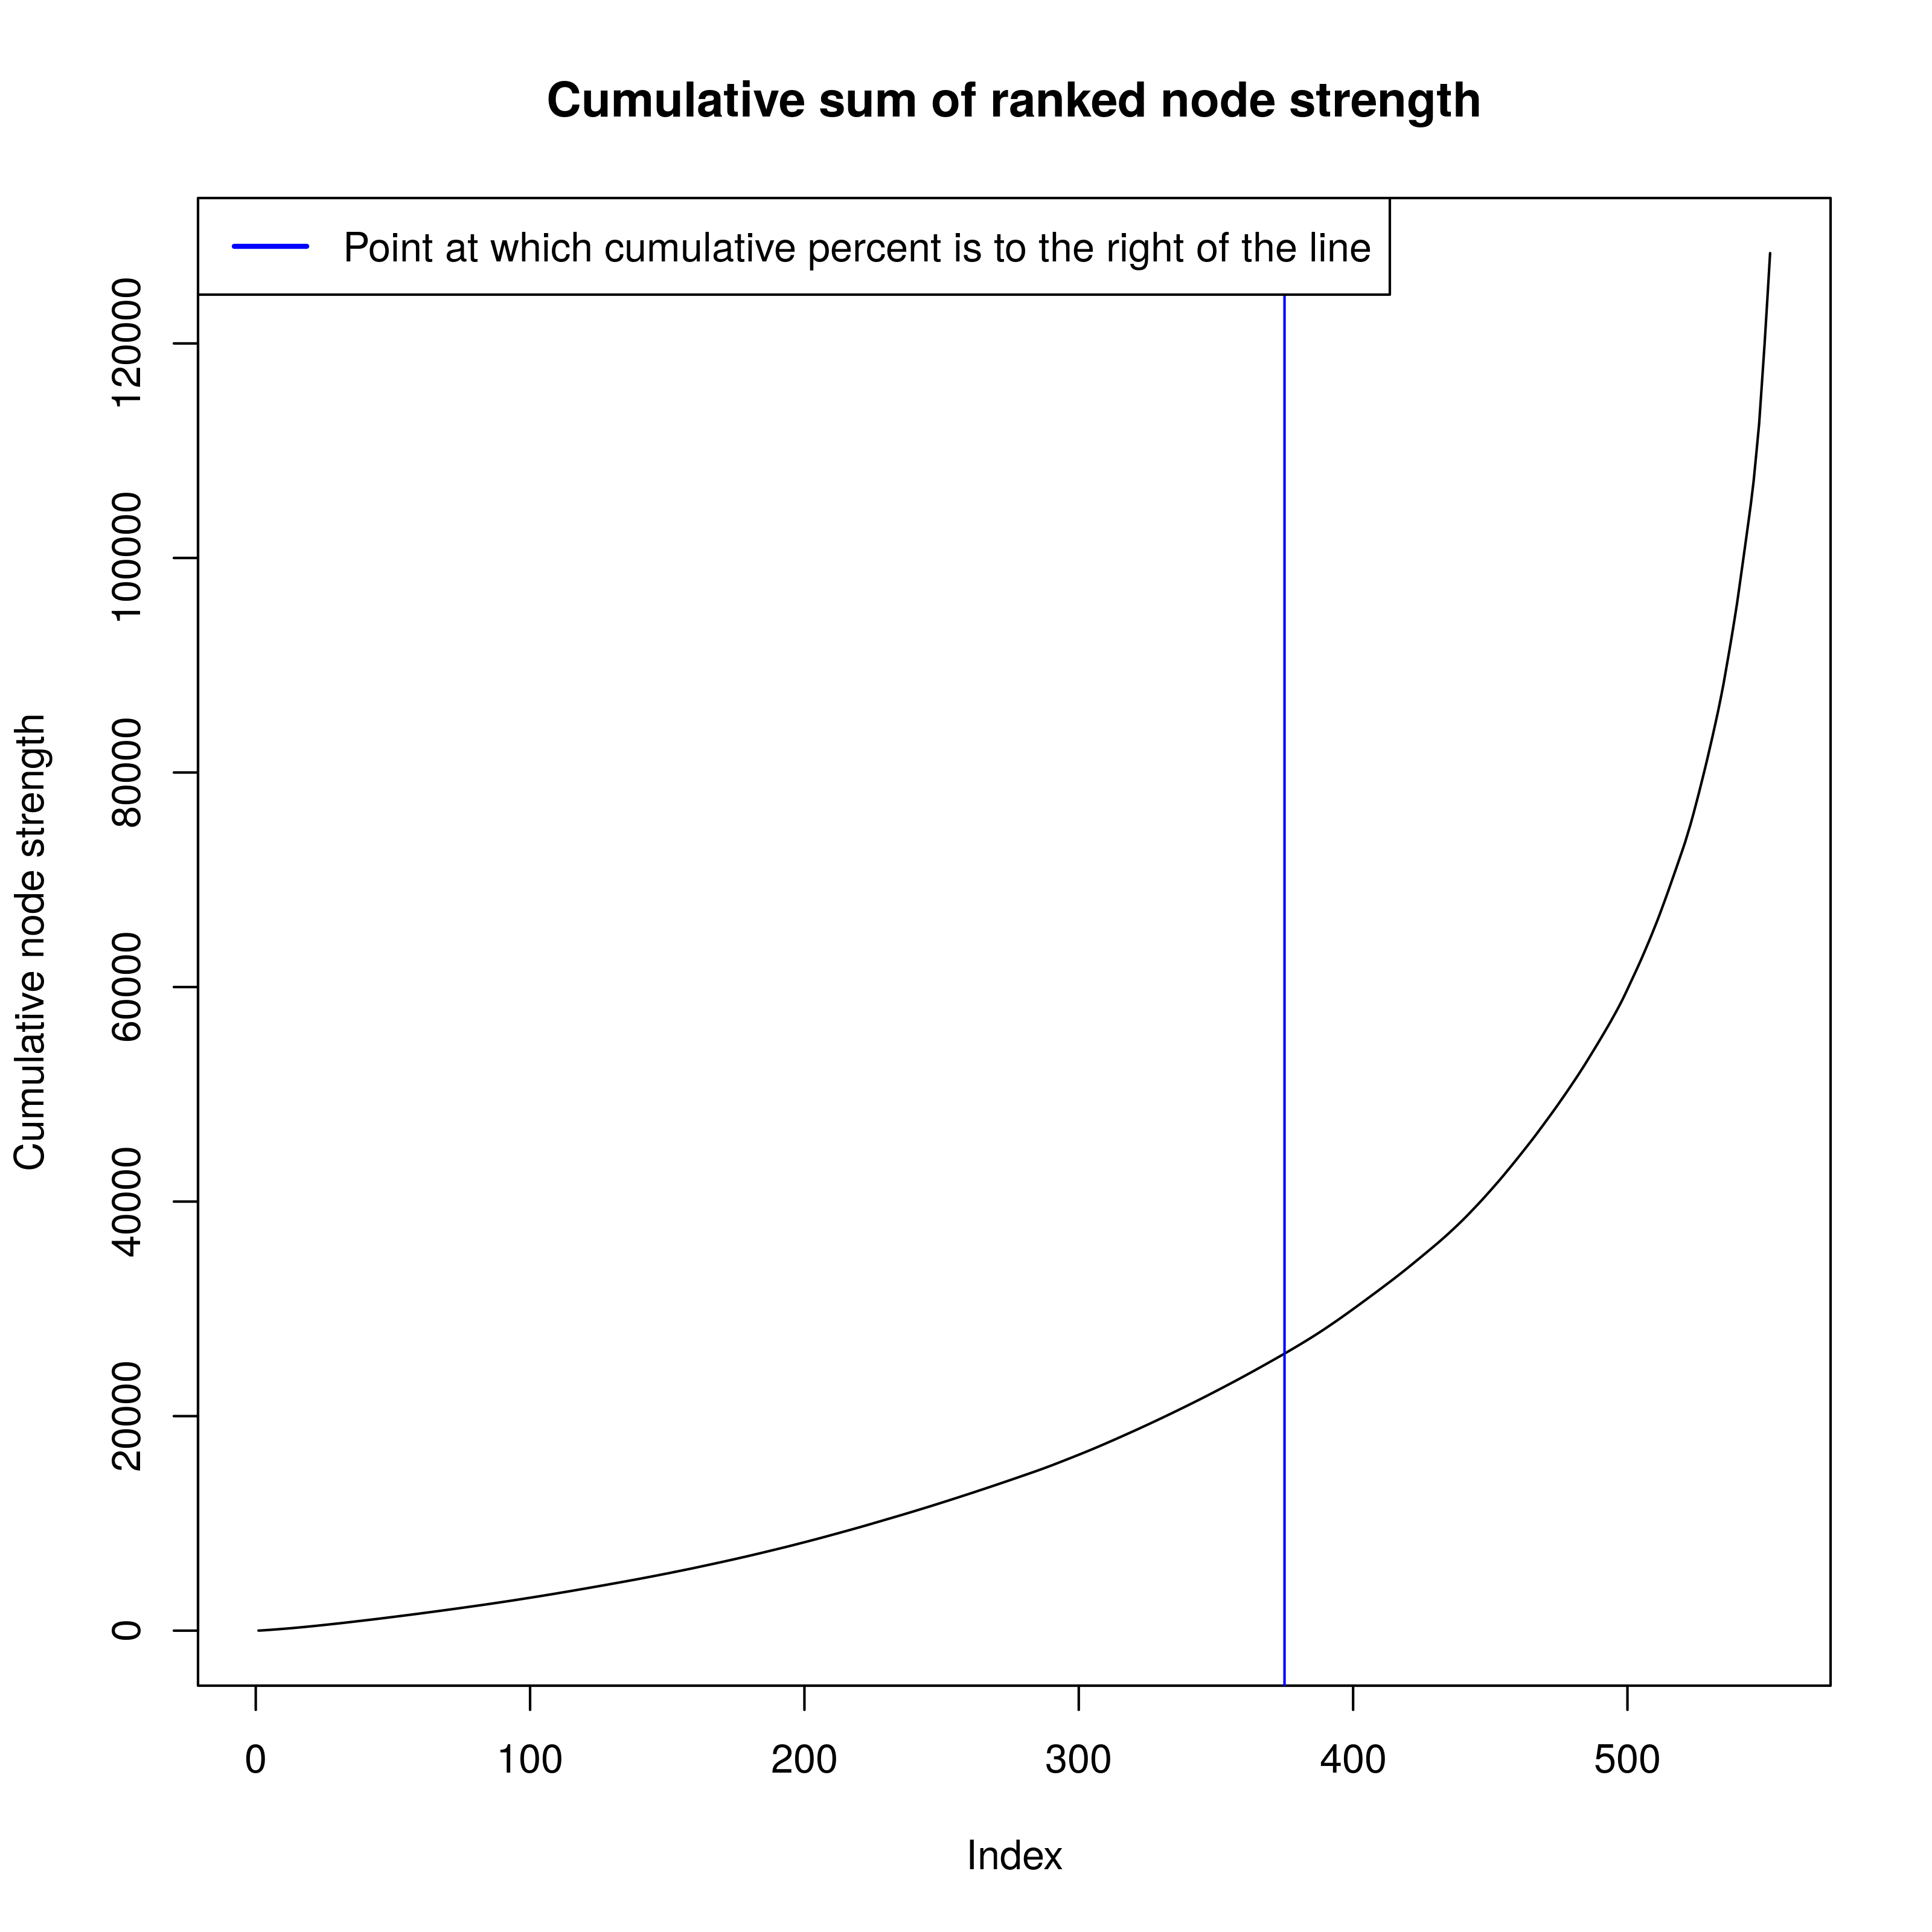 Cumulative sum of ranked node strength
Point at which cumulative percent is to the right of the line
Cumulative node strength
120000
100000
80000
60000
40000
20000
0
0 100 200 300 400 500
Index